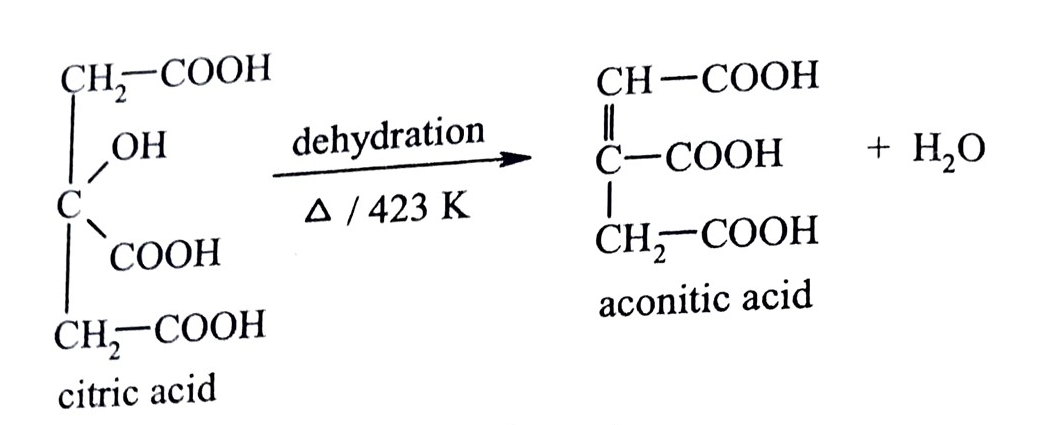 CH₂—COOH
OH
C
COOH
CH₂—COOH
citric acid
dehydration
Δ / 423 K
CH—COOH
C—COOH
CH₂—COOH
aconitic acid
+ H₂O